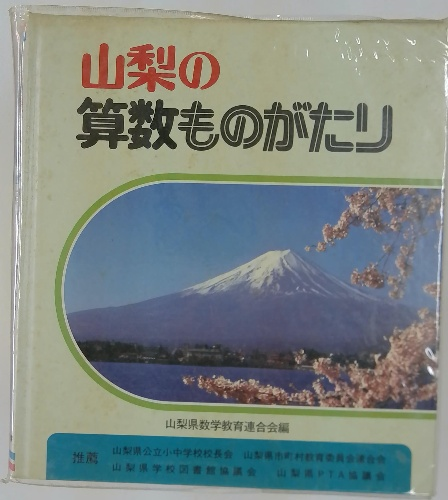 山梨の
算数ものがたり
山梨県数学教育連合会編
推薦
山梨県公立小中学校校長会 山梨県市町村教育委員会連合会
山梨県学校図書館協議会 山梨県PTA協議会